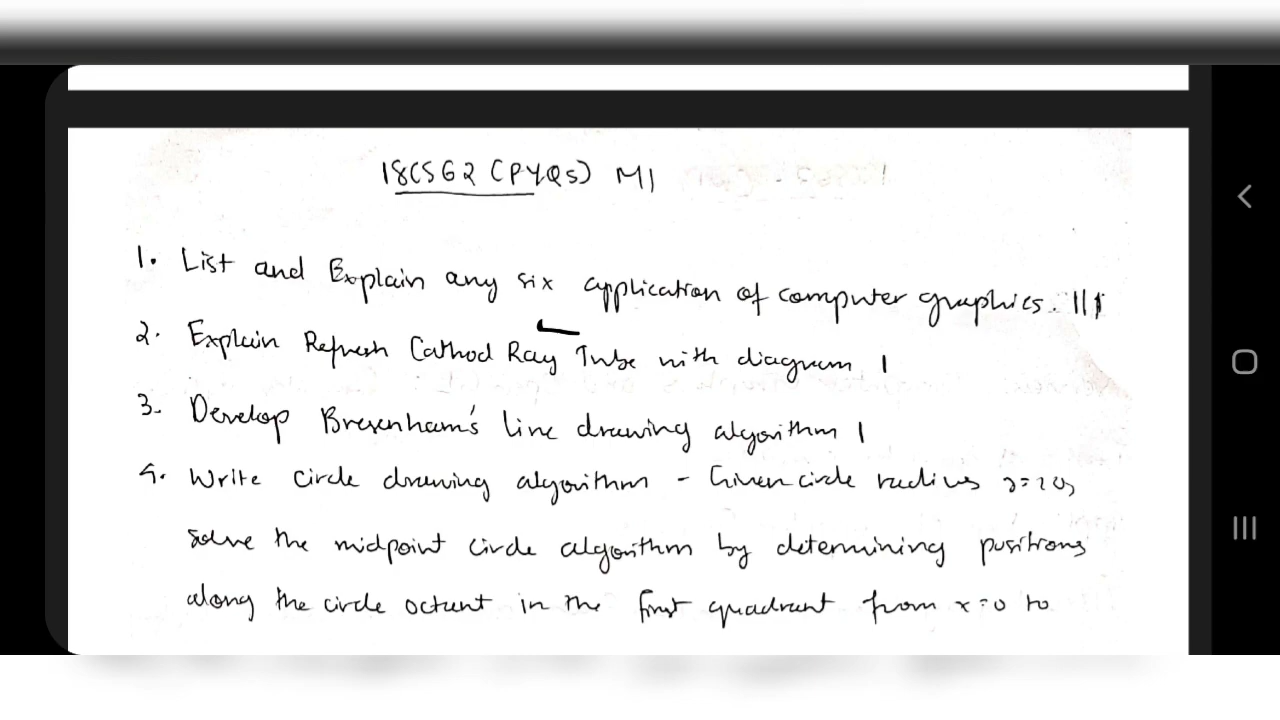 18CS62 (PYQs) M1
1. List and Explain any six application of computer graphics. |||
2. Explain Refresh Cathod Ray Tube with diagram |
3. Develop Bresenham's line drawing algorithm |
4. Write circle drawing algorithm - Given circle radius r=10,
solve the midpoint circle algorithm by determining positions
along the circle octant in the first quadrant from x=0 to